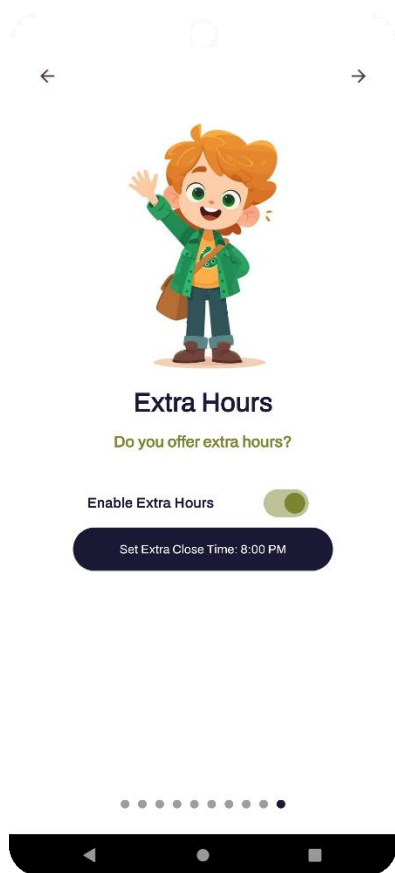 Extra Hours
Do you offer extra hours?
Enable Extra Hours
Set Extra Close Time: 8:00 PM